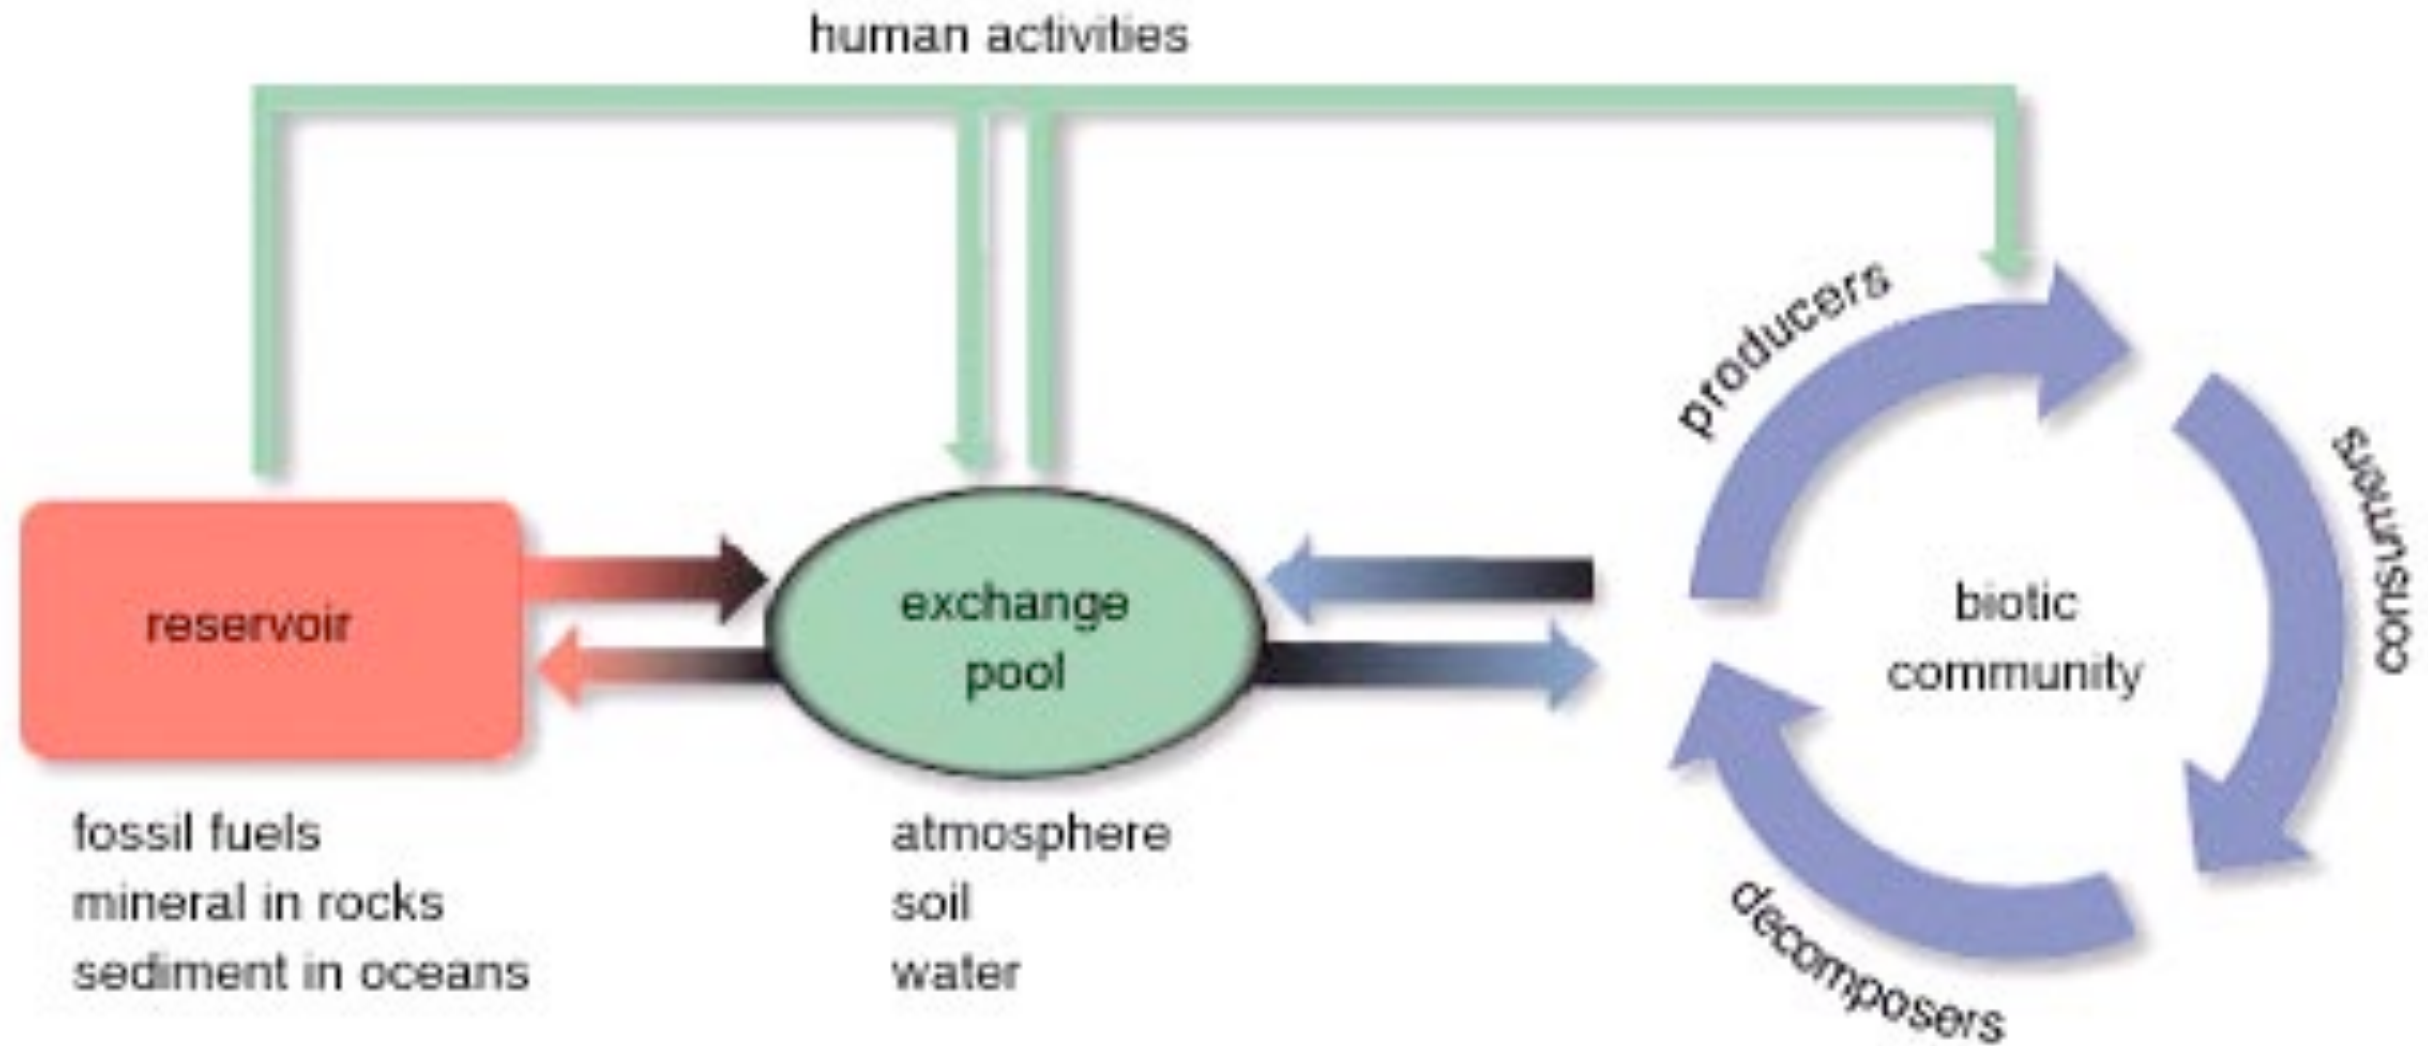 human activities
producers
consumers
reservoir
exchange
pool
biotic
community
fossil fuels
mineral in rocks
sediment in oceans
atmosphere
soil
water
decomposers